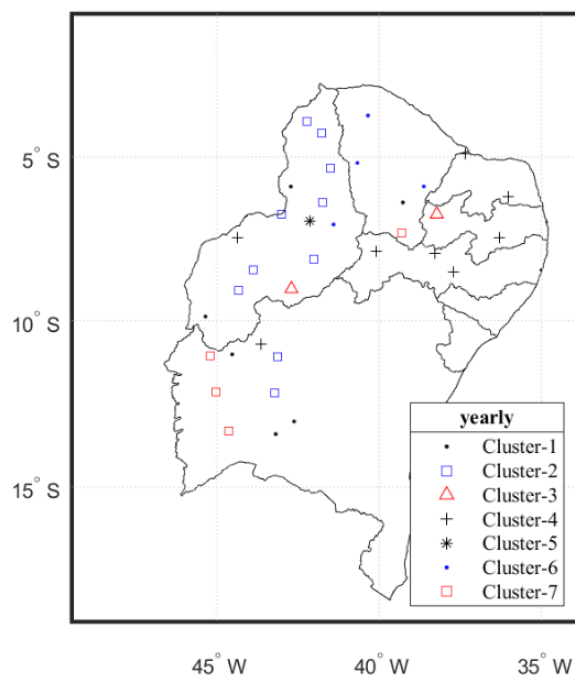 5° S
10° S
15° S
yearly
Cluster-1
Cluster-2
Cluster-3
Cluster-4
Cluster-5
Cluster-6
Cluster-7
45° W
40° W
35° W